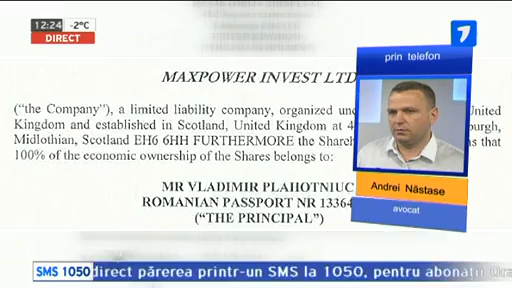 12:24 -2°C
DIRECT
MAXPOWER INVEST LTD
("the Company"), a limited liability company, organized United
Kingdom and established in Scotland, United Kingdom at 4
Midlothian, Scotland EH6 6HH FURTHERMORE the that
100% of the economic ownership of the Shares belongs to:
MR VLADIMIR PLAHOTNIUC
ROMANIAN PASSPORT NR 13364
("THE PRINCIPAL")
prin telefon
Andrei Năstase
avocat
SMS 1050 direct părerea printr-un SMS la 1050, pentru abonații